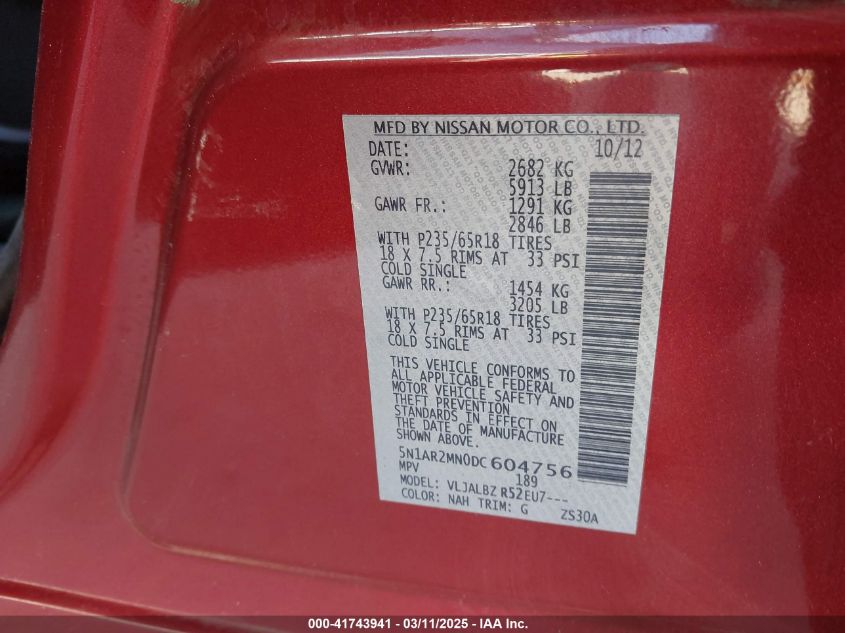 MFD BY NISSAN MOTOR CO., LTD.
DATE: 10/12
GVWR: 2682 KG
5913 LB
GAWR FR.: 1291 KG
2846 LB
WITH P235/65R18 TIRES
18 X 7.5 RIMS AT 33 PSI
COLD SINGLE
GAWR RR.: 1454 KG
3205 LB
WITH P235/65R18 TIRES
18 X 7.5 RIMS AT 33 PSI
COLD SINGLE
THIS VEHICLE CONFORMS TO
ALL APPLICABLE FEDERAL
MOTOR VEHICLE SAFETY AND
THEFT PREVENTION
STANDARDS IN EFFECT ON
THE DATE OF MANUFACTURE
SHOWN ABOVE.
5N1AR2MN0DC604756
MPV 189
MODEL: VLJALBZ R52EU7---
COLOR: NAH TRIM: G ZS30A
000-41743941 - 03/11/2025 - IAA Inc.